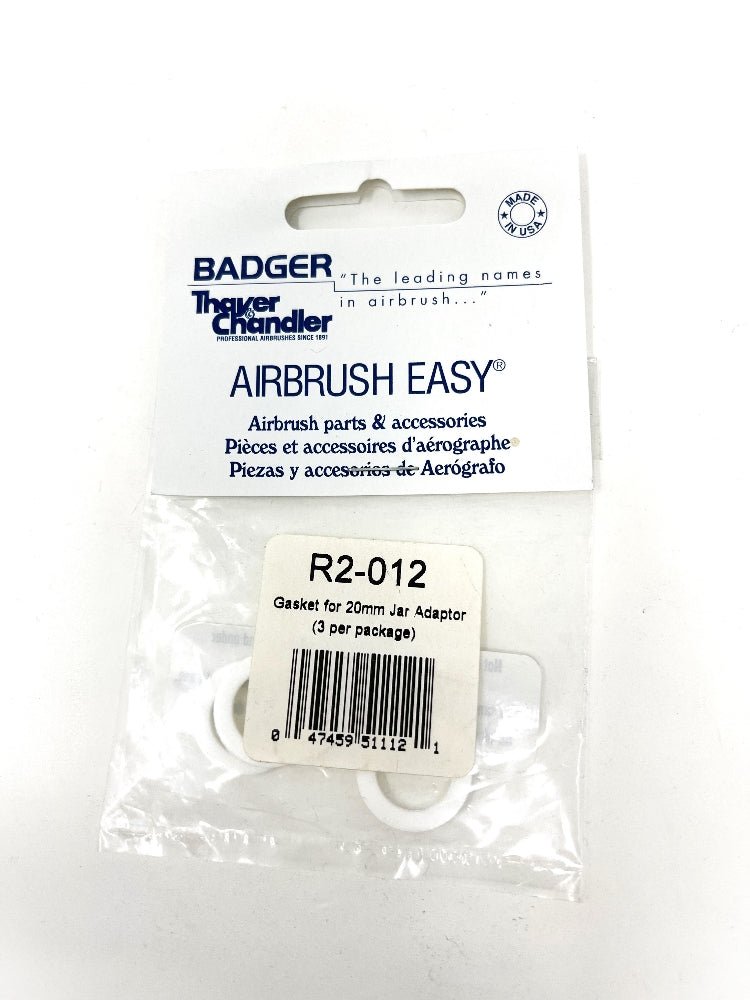 MADE
IN USA
BADGER
"The leading names
in airbrush..."
Thayer
&
Chandler
PROFESSIONAL AIRBRUSHES SINCE 1891
AIRBRUSH EASY®
Airbrush parts & accessories
Pièces et accessoires d'aérographe
Piezas y accesorios de Aerógrafo
R2-012
Gasket for 20mm Jar Adaptor
(3 per package)
0 47459 51112 1